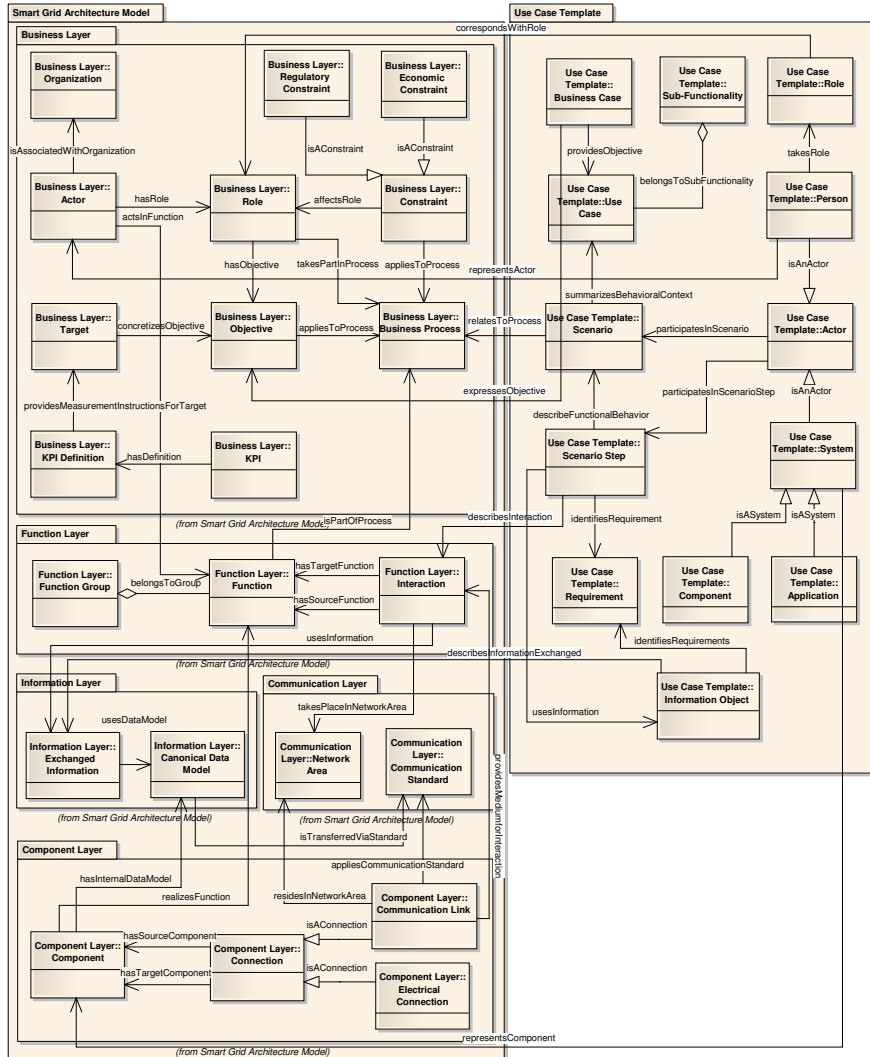 Smart Grid Architecture Model
Use Case Template
correspondsWithRole
Business Layer
Business Layer::
Organization
Business Layer::
Regulatory
Constraint
Business Layer::
Economic
Constraint
Use Case
Template::
Business Case
Use Case
Template::
Sub-Functionality
Use Case
Template::Role
isAssociatedWithOrganization
isAConstraint
isAConstraint
providesObjective
takesRole
belongsToSubFunctionality
Business Layer::
Actor
hasRole
actsInFunction
Business Layer::
Role
affectsRole
Business Layer::
Constraint
Use Case
Template::Use
Case
Use Case
Template::Person
hasObjective
takesPartInProcess
appliesToProcess
representsActor
isAnActor
summarizesBehavioralContext
Business Layer::
Target
concretizesObjective
Business Layer::
Objective
appliesToProcess
Business Layer::
Business Process
relatesToProcess
Use Case Template::
Scenario
participatesInScenario
Use Case
Template::Actor
expressesObjective
participatesInScenarioStep
isAnActor
providesMeasurementInstructionsForTarget
describeFunctionalBehavior
Business Layer::
KPI Definition
hasDefinition
Business Layer::
KPI
Use Case Template::
Scenario Step
Use Case
Template::System
(from Smart Grid Architecture Model)
isPartOfProcess
describesInteraction
identifiesRequirement
isASystem
isASystem
Function Layer
Function Layer::
Function Group
belongsToGroup
Function Layer::
Function
hasTargetFunction
hasSourceFunction
Function Layer::
Interaction
Use Case
Template::
Requirement
Use Case
Template::
Component
Use Case
Template::
Application
usesInformation
describesInformationExchanged
identifiesRequirements
(from Smart Grid Architecture Model)
Information Layer
Communication Layer
takesPlaceInNetworkArea
usesDataModel
Use Case Template::
Information Object
usesInformation
Information Layer::
Exchanged
Information
Information Layer::
Canonical Data
Model
Communication
Layer::Network
Area
Communication
Layer::
Communication
Standard
providesMediumforInteraction
(from Smart Grid Architecture Model)
(from Smart Grid Architecture Model)
isTransferredViaStandard
Component Layer
appliesCommunicationStandard
hasInternalDataModel
realizesFunction
residesInNetworkArea
Component Layer::
Communication Link
isAConnection
Component Layer::
Component
hasSourceComponent
hasTargetComponent
Component Layer::
Connection
isAConnection
Component Layer::
Electrical
Connection
representsComponent
(from Smart Grid Architecture Model)